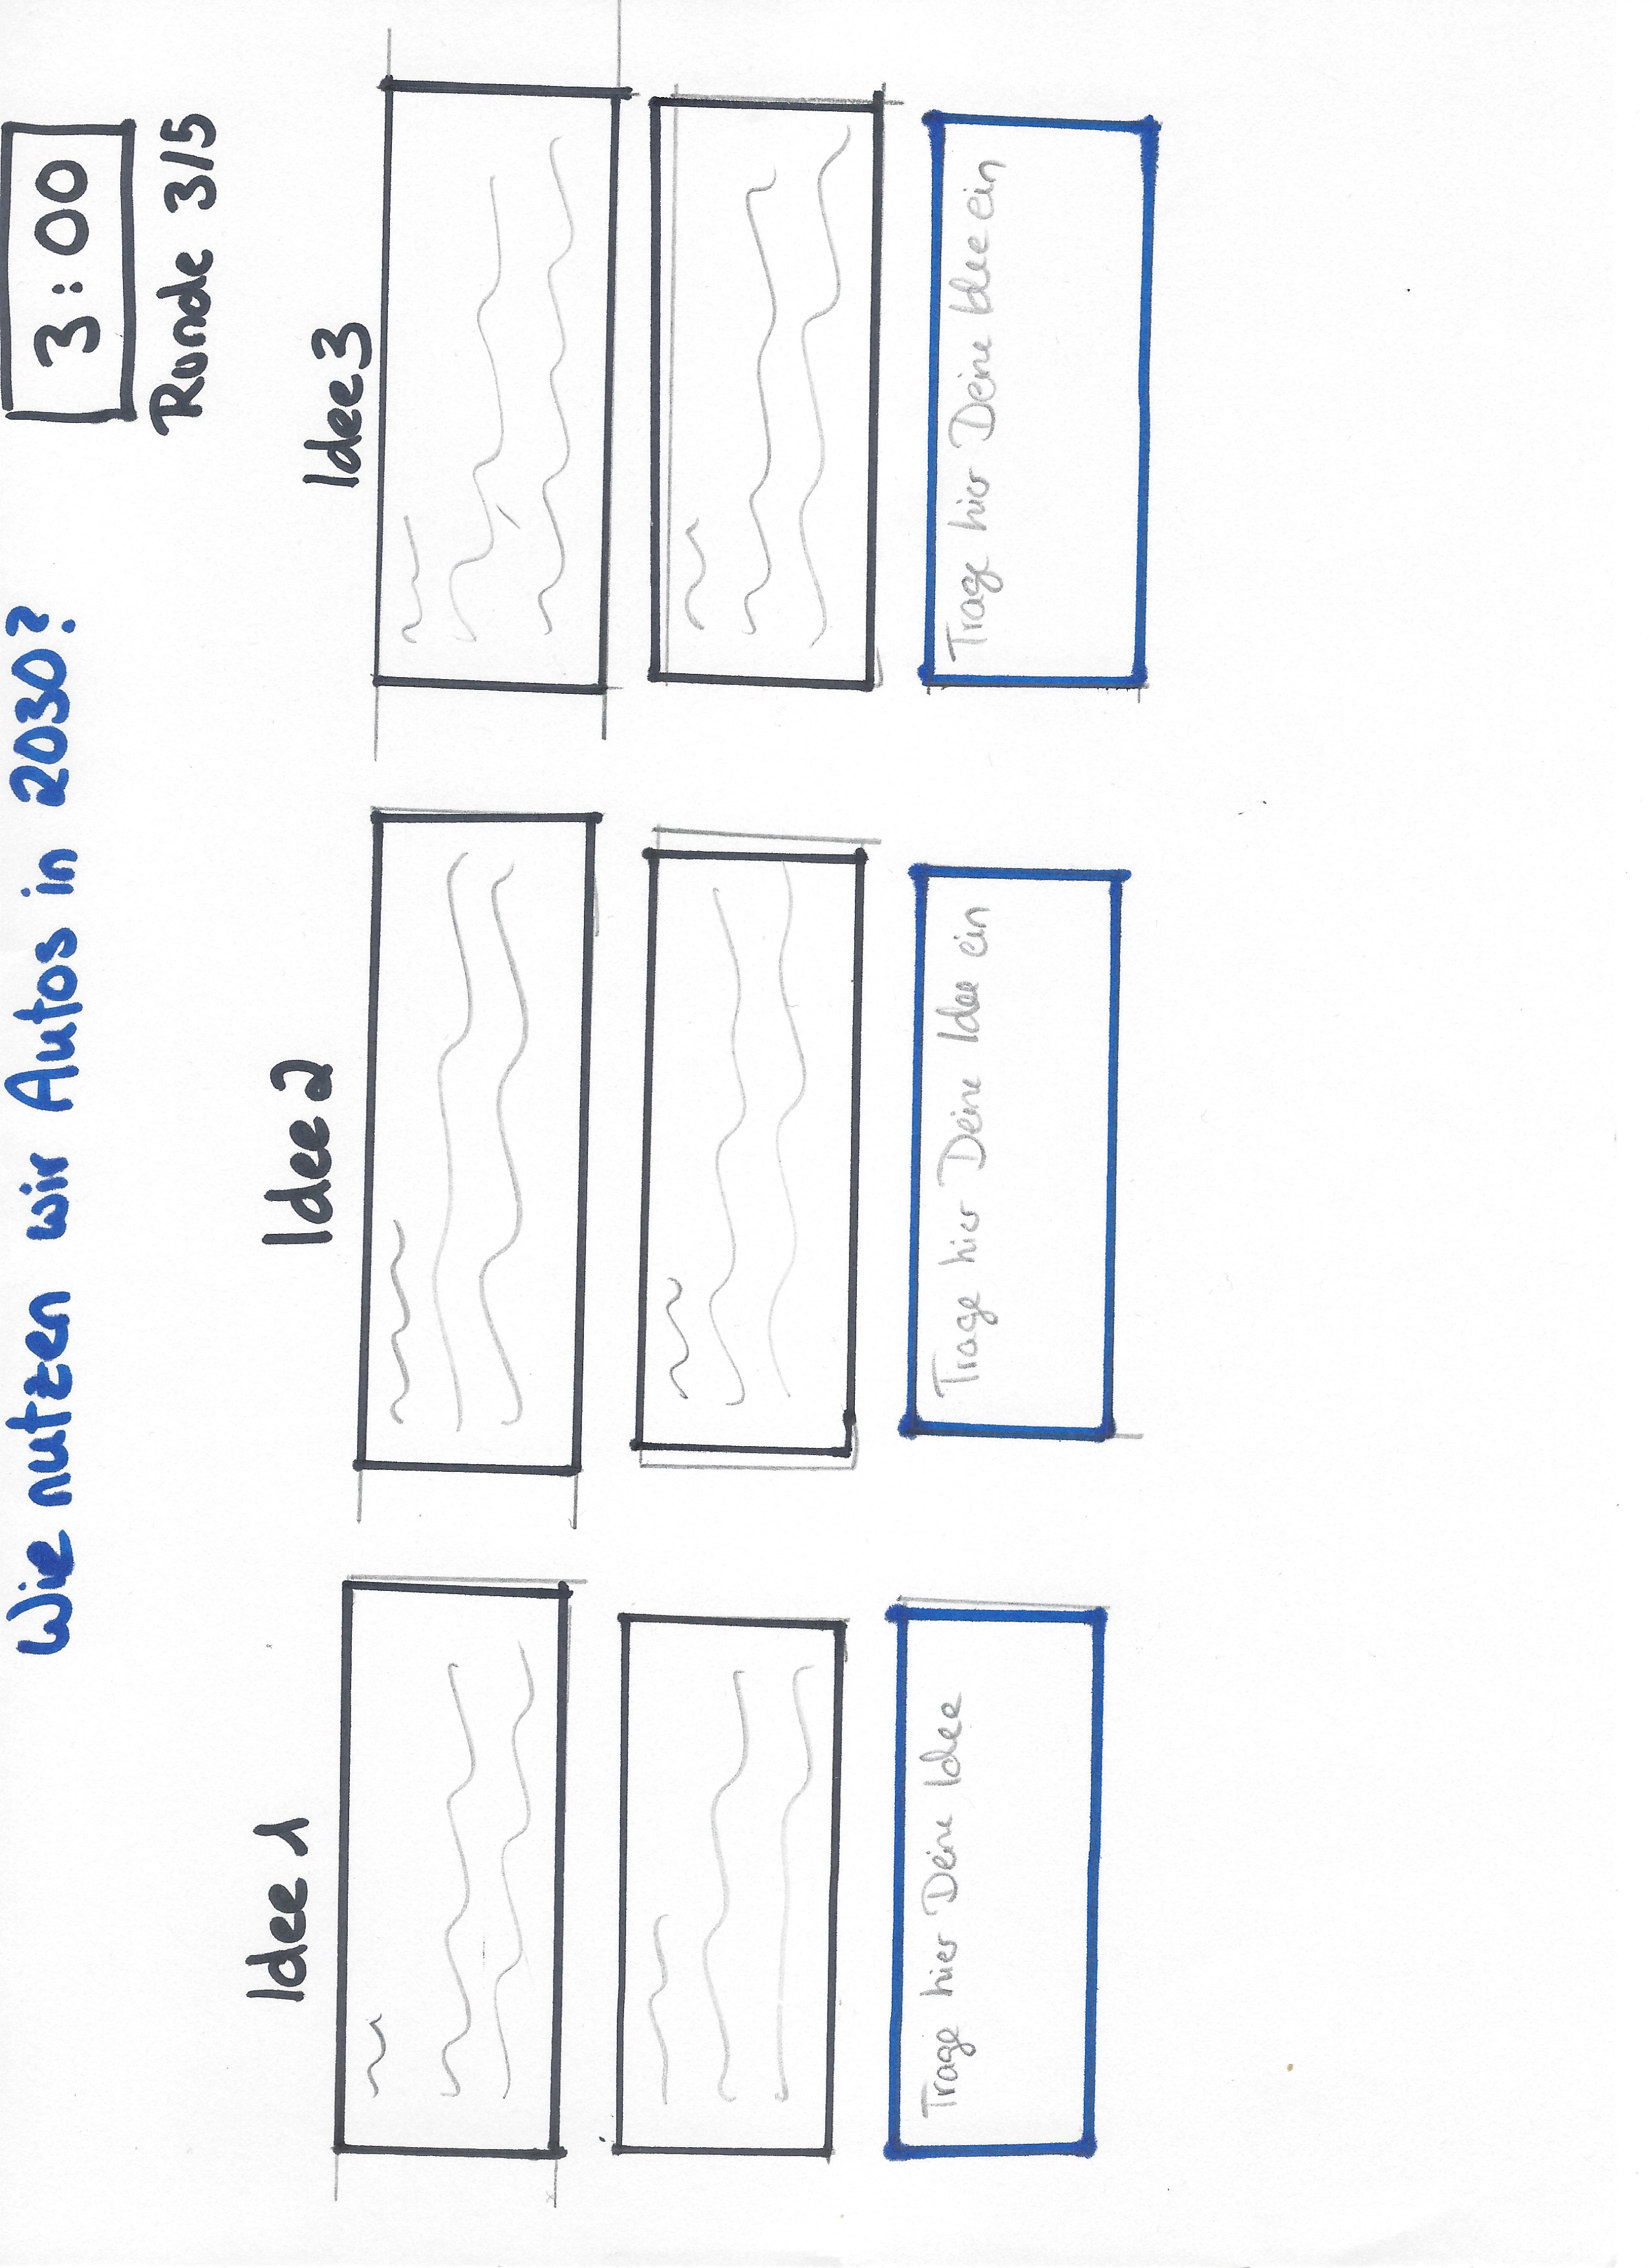 Wie nutzen wir Autos in 2030?
3:00
Runde 3/5
Idee 1
Idee 2
Idee 3
Trage hier Deine Idee
Trage hier Deine Idee ein
Trage hier Deine Idee ein